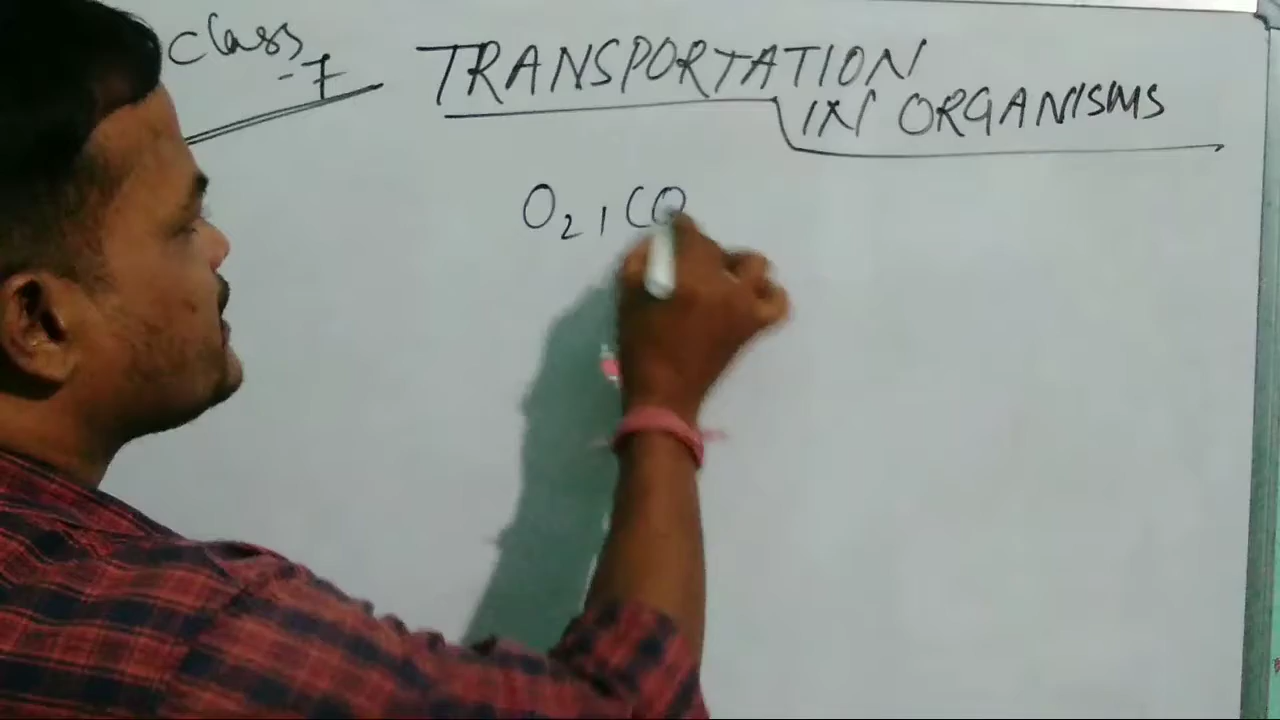 Class
-7
TRANSPORTATION
IN ORGANISMS
O₂, CO